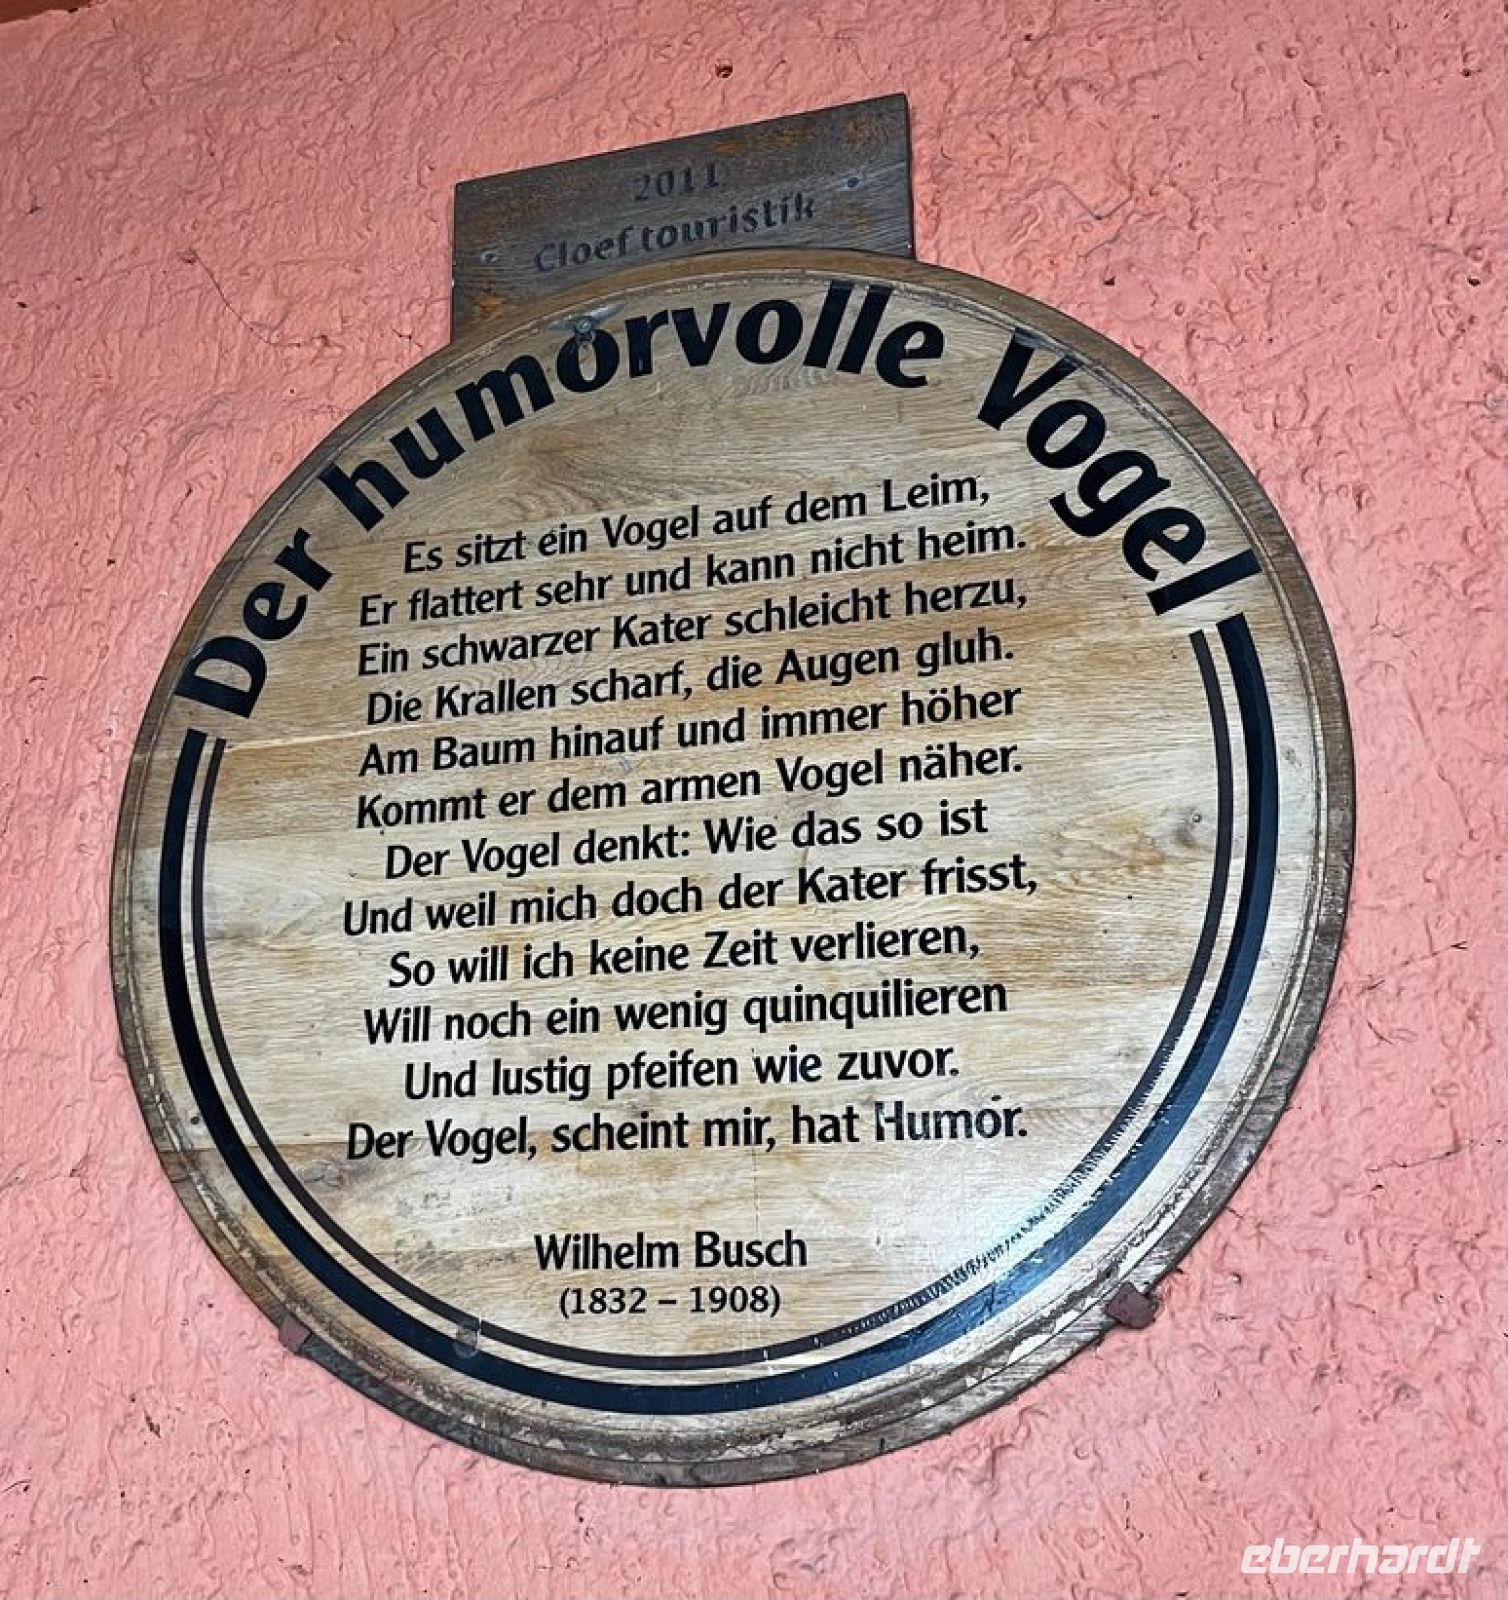 2011
Cloef touristik
Der humorvolle Vogel
Es sitzt ein Vogel auf dem Leim,
Er flattert sehr und kann nicht heim.
Ein schwarzer Kater schleicht herzu,
Die Krallen scharf, die Augen gluh.
Am Baum hinauf und immer höher
Kommt er dem armen Vogel näher.
Der Vogel denkt: Wie das so ist
Und weil mich doch der Kater frisst,
So will ich keine Zeit verlieren,
Will noch ein wenig quinquilieren
Und lustig pfeifen wie zuvor.
Der Vogel, scheint mir, hat Humor.
Wilhelm Busch
(1832 – 1908)
eberhardt